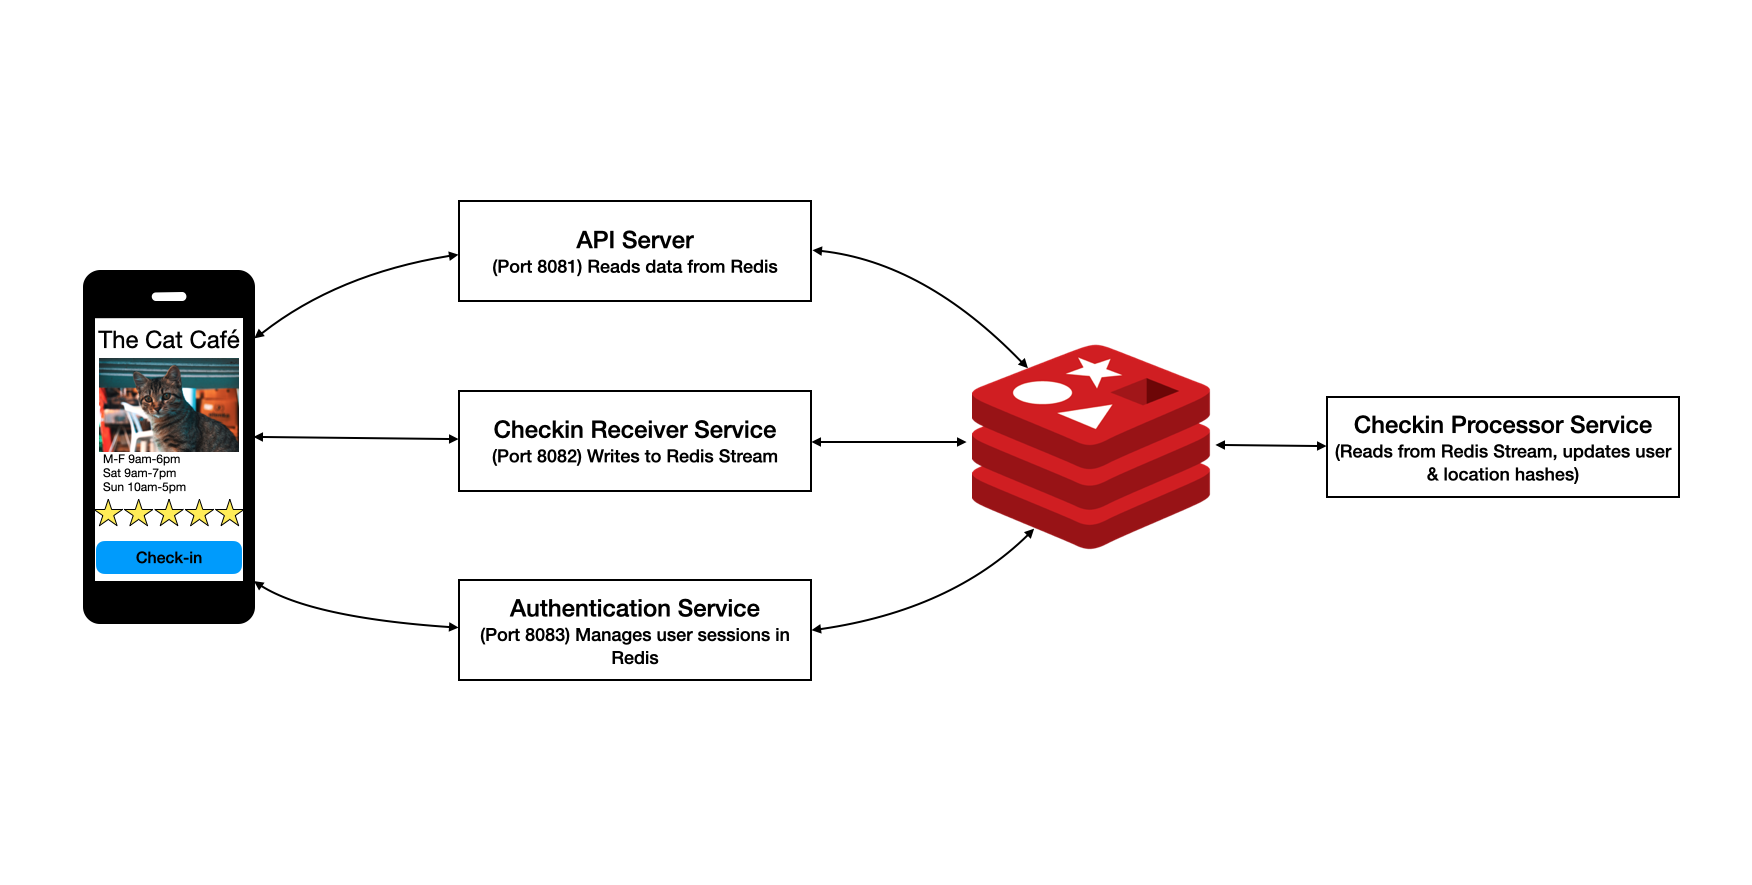 The Cat Café
M-F 9am-6pm
Sat 9am-7pm
Sun 10am-5pm
Check-in
API Server
(Port 8081) Reads data from Redis
Checkin Receiver Service
(Port 8082) Writes to Redis Stream
Authentication Service
(Port 8083) Manages user sessions in
Redis
Checkin Processor Service
(Reads from Redis Stream, updates user
& location hashes)